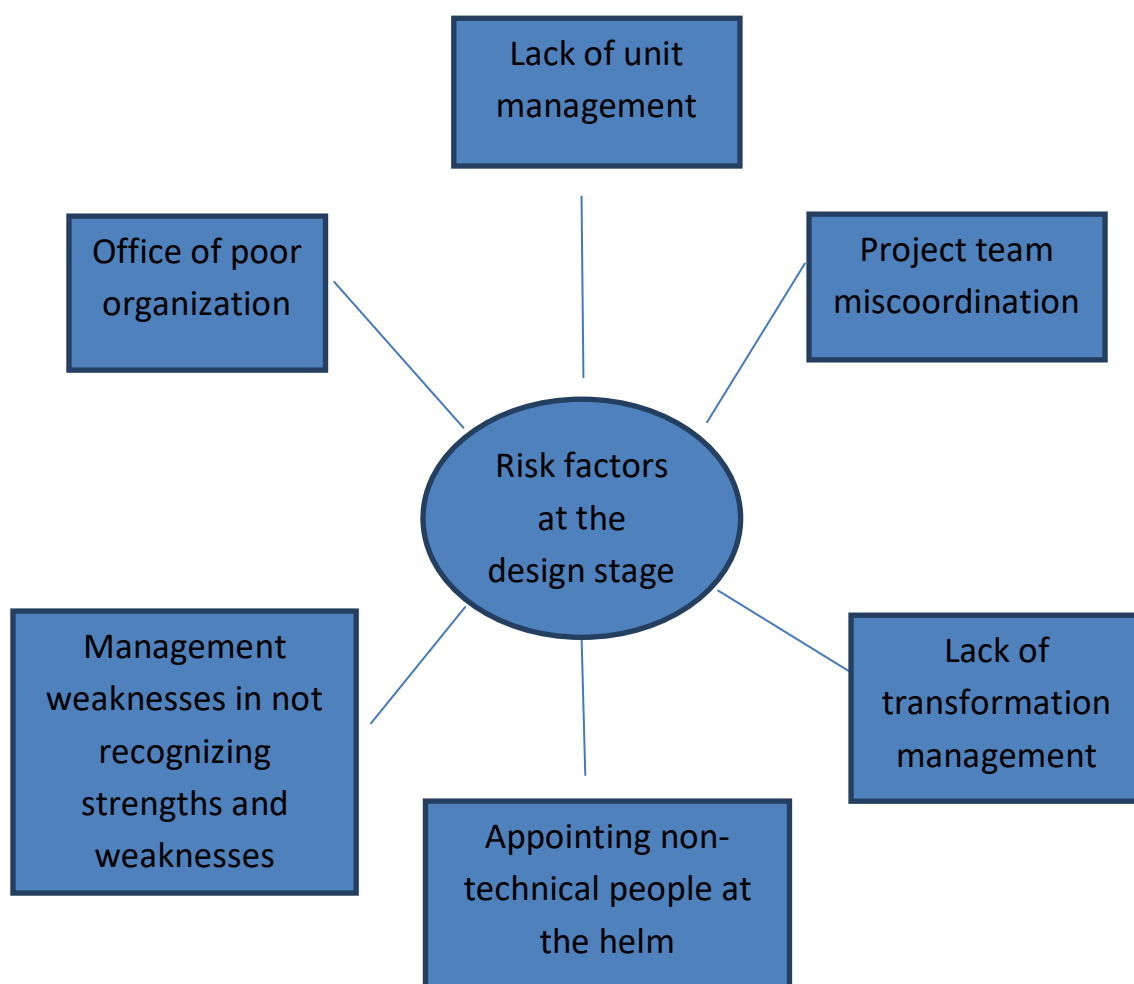 Lack of unit
management
Office of poor
organization
Project team
miscoordination
Risk factors
at the
design stage
Management
weaknesses in not
recognizing
strengths and
weaknesses
Lack of
transformation
management
Appointing non-
technical people at
the helm